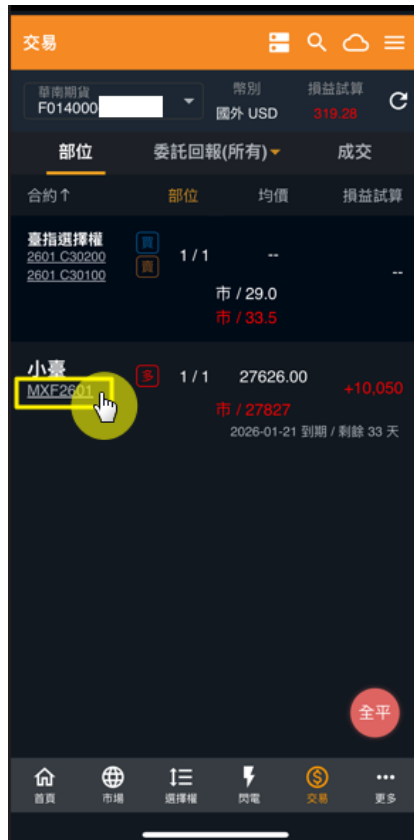 交易
華南期貨
F014000
幣別
國外 USD
損益試算
319.28
部位
委託回報(所有)
成交
合約↑
部位
均價
損益試算
臺指選擇權
2601 C30200
2601 C30100
買
賣
1 / 1
--
--
市 / 29.0
市 / 33.5
小臺
MXF2601
多
1 / 1
27626.00
+10,050
市 / 27827
2026-01-21 到期 / 剩餘 33 天
全平
首頁
市場
選擇權
閃電
交易
更多